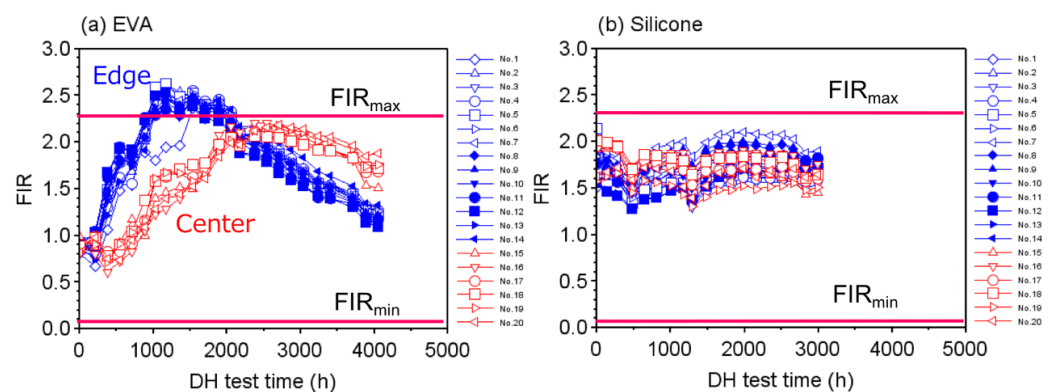 (a) EVA
3.0
2.5
2.0
1.5
1.0
0.5
0.0
FIR
0 1000 2000 3000 4000 5000
DH test time (h)
Edge
Center
FIRmax
FIRmin
No.1
No.2
No.3
No.4
No.5
No.6
No.7
No.8
No.9
No.10
No.11
No.12
No.13
No.14
No.15
No.16
No.17
No.18
No.19
No.20
(b) Silicone
3.0
2.5
2.0
1.5
1.0
0.5
0.0
FIR
0 1000 2000 3000 4000 5000
DH test time (h)
FIRmax
FIRmin
No.1
No.2
No.3
No.4
No.5
No.6
No.7
No.8
No.9
No.10
No.11
No.12
No.13
No.14
No.15
No.16
No.17
No.18
No.19
No.20